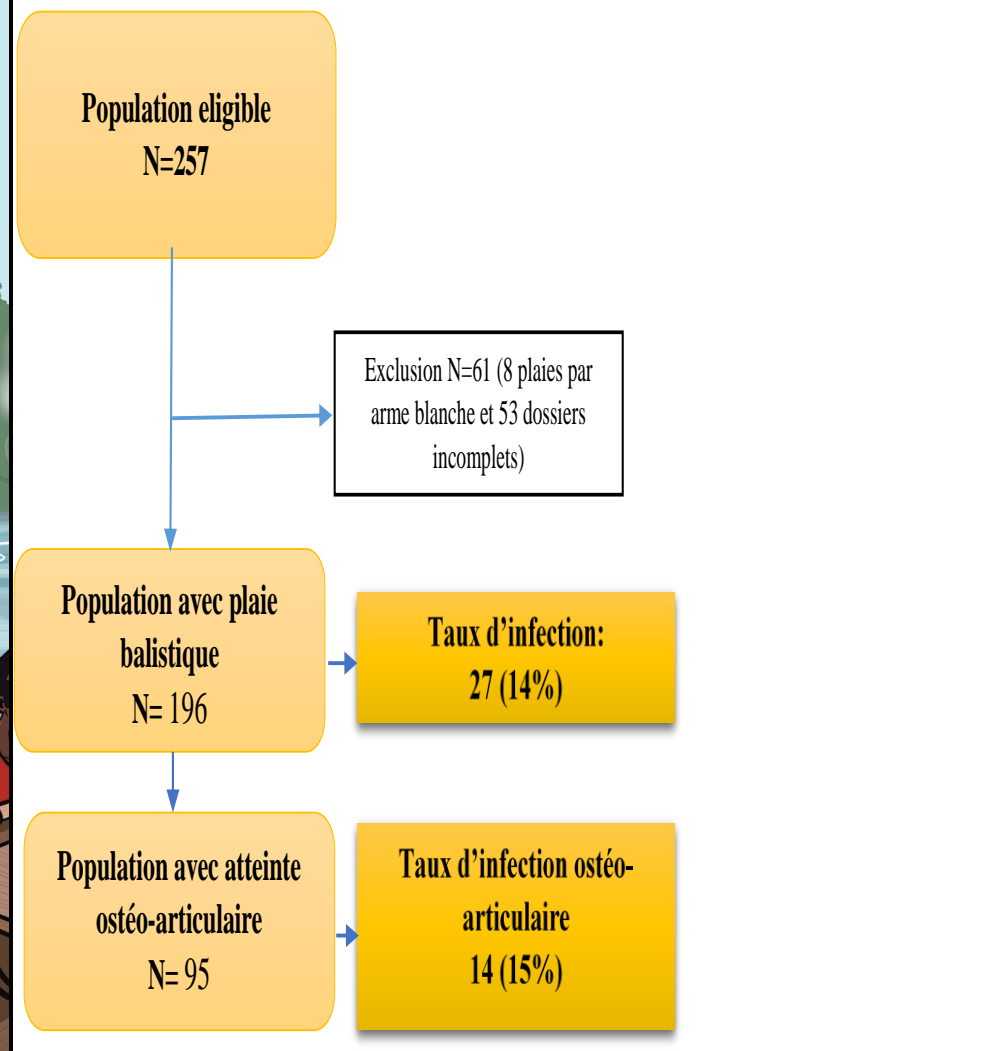 Population eligible
N=257
Exclusion N=61 (8 plaies par
arme blanche et 53 dossiers
incomplets)
Population avec plaie
balistique
N= 196
Taux d’infection:
27 (14%)
Population avec atteinte
ostéo-articulaire
N= 95
Taux d’infection ostéo-
articulaire
14 (15%)